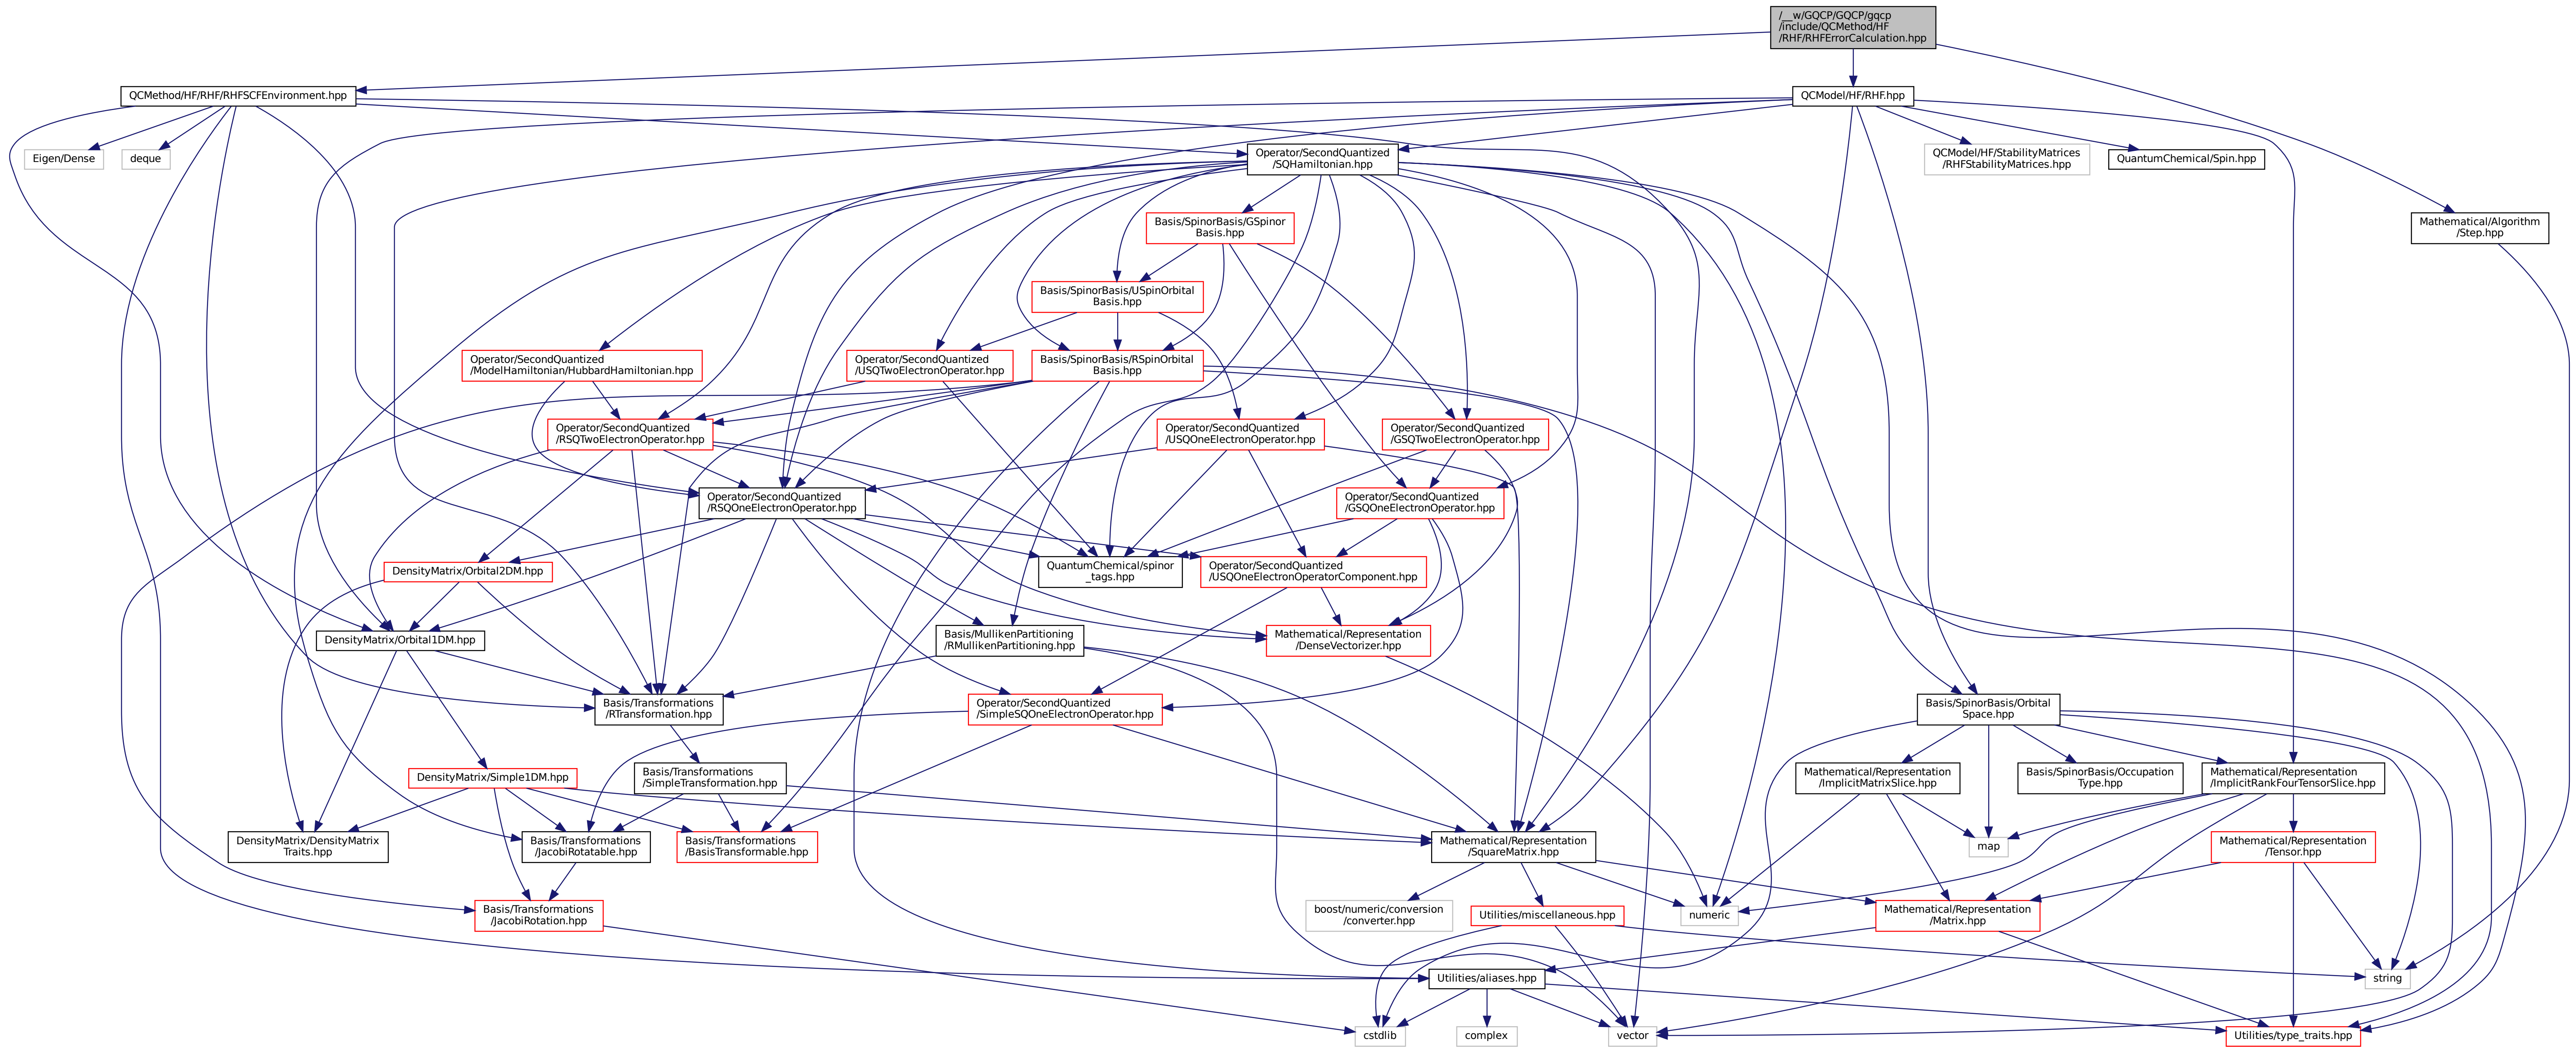 /__w/GQCP/GQCP/gqcp
/include/QCMethod/HF
/RHF/RHFErrorCalculation.hpp
QCMethod/HF/RHF/RHFSCFEnvironment.hpp
QCModel/HF/RHF.hpp
Eigen/Dense
deque
Operator/SecondQuantized
/SQHamiltonian.hpp
QCModel/HF/StabilityMatrices
/RHFStabilityMatrices.hpp
QuantumChemical/Spin.hpp
Mathematical/Algorithm
/Step.hpp
Basis/SpinorBasis/GSpinor
Basis.hpp
Basis/SpinorBasis/USpinOrbital
Basis.hpp
Operator/SecondQuantized
/ModelHamiltonian/HubbardHamiltonian.hpp
Operator/SecondQuantized
/USQTwoElectronOperator.hpp
Basis/SpinorBasis/RSpinOrbital
Basis.hpp
Operator/SecondQuantized
/RSQTwoElectronOperator.hpp
Operator/SecondQuantized
/USQOneElectronOperator.hpp
Operator/SecondQuantized
/GSQTwoElectronOperator.hpp
Operator/SecondQuantized
/RSQOneElectronOperator.hpp
Operator/SecondQuantized
/GSQOneElectronOperator.hpp
DensityMatrix/Orbital2DM.hpp
QuantumChemical/spinor
_tags.hpp
Operator/SecondQuantized
/USQOneElectronOperatorComponent.hpp
DensityMatrix/Orbital1DM.hpp
Basis/MullikenPartitioning
/RMullikenPartitioning.hpp
Mathematical/Representation
/DenseVectorizer.hpp
Basis/Transformations
/RTransformation.hpp
Operator/SecondQuantized
/SimpleSQOneElectronOperator.hpp
Basis/SpinorBasis/Orbital
Space.hpp
DensityMatrix/Simple1DM.hpp
Basis/Transformations
/SimpleTransformation.hpp
Mathematical/Representation
/ImplicitMatrixSlice.hpp
Basis/SpinorBasis/Occupation
Type.hpp
Mathematical/Representation
/ImplicitRankFourTensorSlice.hpp
DensityMatrix/DensityMatrix
Traits.hpp
Basis/Transformations
/JacobiRotatable.hpp
Basis/Transformations
/BasisTransformable.hpp
Mathematical/Representation
/SquareMatrix.hpp
map
Mathematical/Representation
/Tensor.hpp
Basis/Transformations
/JacobiRotation.hpp
boost/numeric/conversion
/converter.hpp
Utilities/miscellaneous.hpp
numeric
Mathematical/Representation
/Matrix.hpp
Utilities/aliases.hpp
string
cstdlib
complex
vector
Utilities/type_traits.hpp